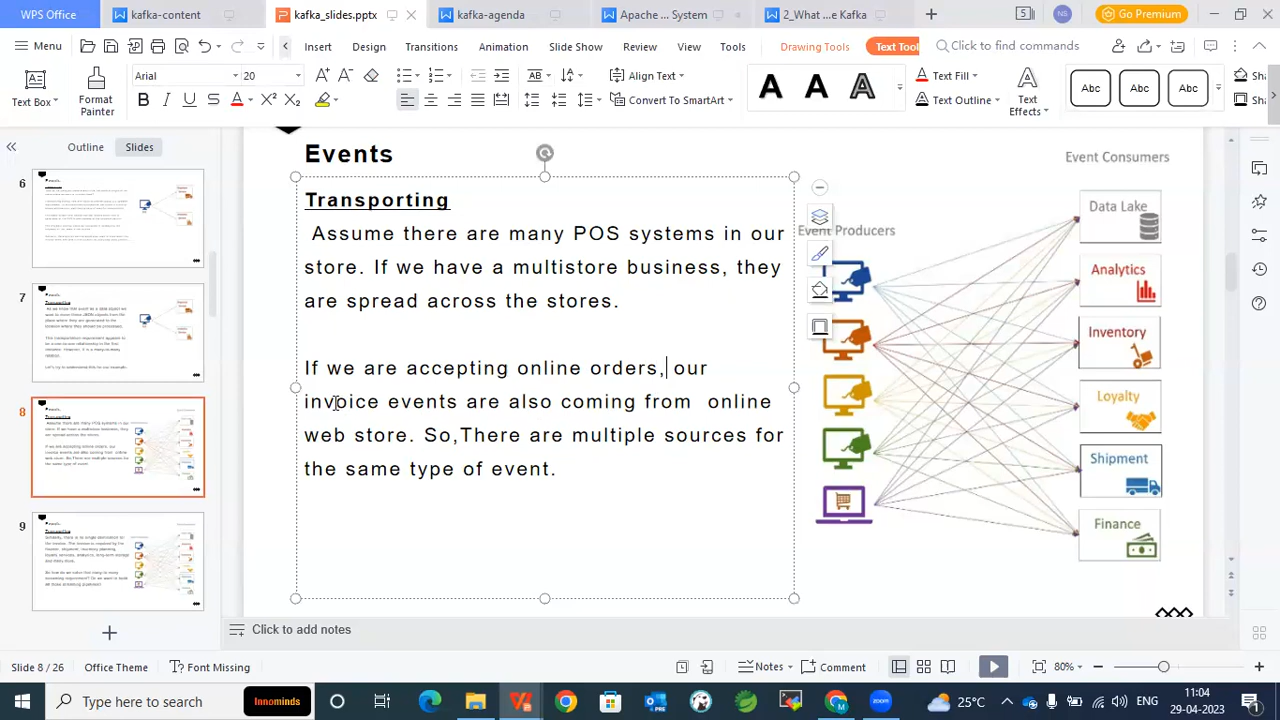 WPS Office
kafka-content
kafka_slides.pptx
kafka-agenda
Apache ... System
2_What ...e Kafka
NS
Go Premium
Menu
Insert
Design
Transitions
Animation
Slide Show
Review
View
Tools
Drawing Tools
Text Tool
Click to find commands
Text Box
Format Painter
Arial
20
Align Text
Convert To SmartArt
A A A
Text Fill
Text Outline
Text Effects
Abc Abc Abc
Sha
Sha
Outline
Slides
6
7
8
9
Events
Transporting
Assume there are many POS systems in our
store. If we have a multistore business, they
are spread across the stores.
If we are accepting online orders, our
invoice events are also coming from online
web store. So,There are multiple sources for
the same type of event.
Event Producers
Event Consumers
Data Lake
Analytics
Inventory
Loyalty
Shipment
Finance
Click to add notes
Slide 8 / 26
Office Theme
Font Missing
Notes
Comment
80%
Type here to search
Innominds
25°C
ENG
11:04
29-04-2023